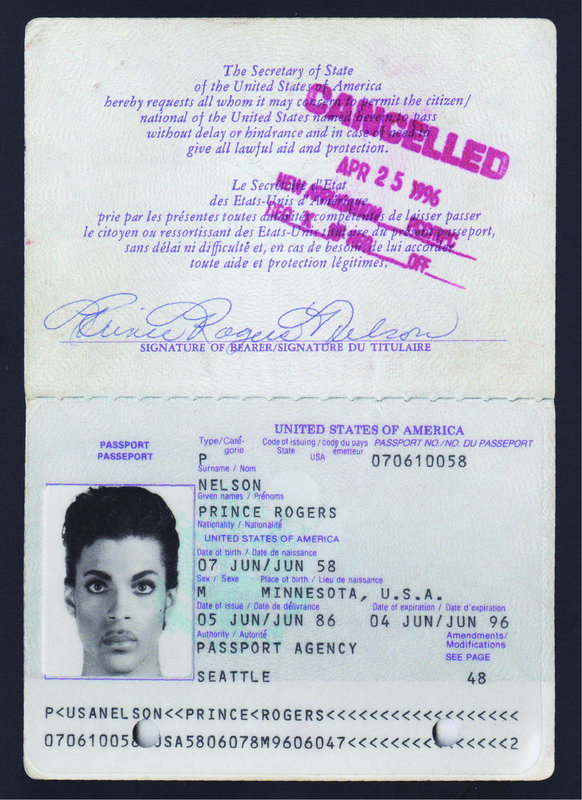 The Secretary of State
of the United States of America
hereby requests all whom it may concern to permit the citizen/
national of the United States named herein to pass
without delay or hindrance and in case of need to
give all lawful aid and protection.
CANCELLED
APR 25 1996
Le Secrétaire d'Etat
des Etats-Unis d'Amérique
prie par les présentes toutes autorités compétentes de laisser passer
le citoyen ou ressortissant des Etats-Unis titulaire du présent passeport,
sans délai ni difficulté et, en cas de besoin, de lui accorder
toute aide et protection légitimes.
OFF.
Prince Rogers Nelson
SIGNATURE OF BEARER/SIGNATURE DU TITULAIRE
UNITED STATES OF AMERICA
PASSPORT
PASSEPORT
Type/Caté-
gorie
Code of issuing / code du pays
State
émetteur
PASSPORT NO./NO. DU PASSEPORT
P
USA
070610058
Surname / Nom
NELSON
Given names / Prénoms
PRINCE ROGERS
Nationality / Nationalité
UNITED STATES OF AMERICA
Date of birth / Date de naissance
07 JUN/JUN 58
Sex / Sexe
Place of birth / Lieu de naissance
M
MINNESOTA, U.S.A.
Date of issue / Date de délivrance
Date of expiration / Date d'expiration
05 JUN/JUN 86
04 JUN/JUN 96
Authority / Autorité
Amendments/
Modifications
PASSPORT AGENCY
SEE PAGE
SEATTLE
48
P<USANELSON<<PRINCE<ROGERS<<<<<<<<<<<<<<<<<<
070610058 USA5806078M9606047<<<<<<<<<<<<<<2